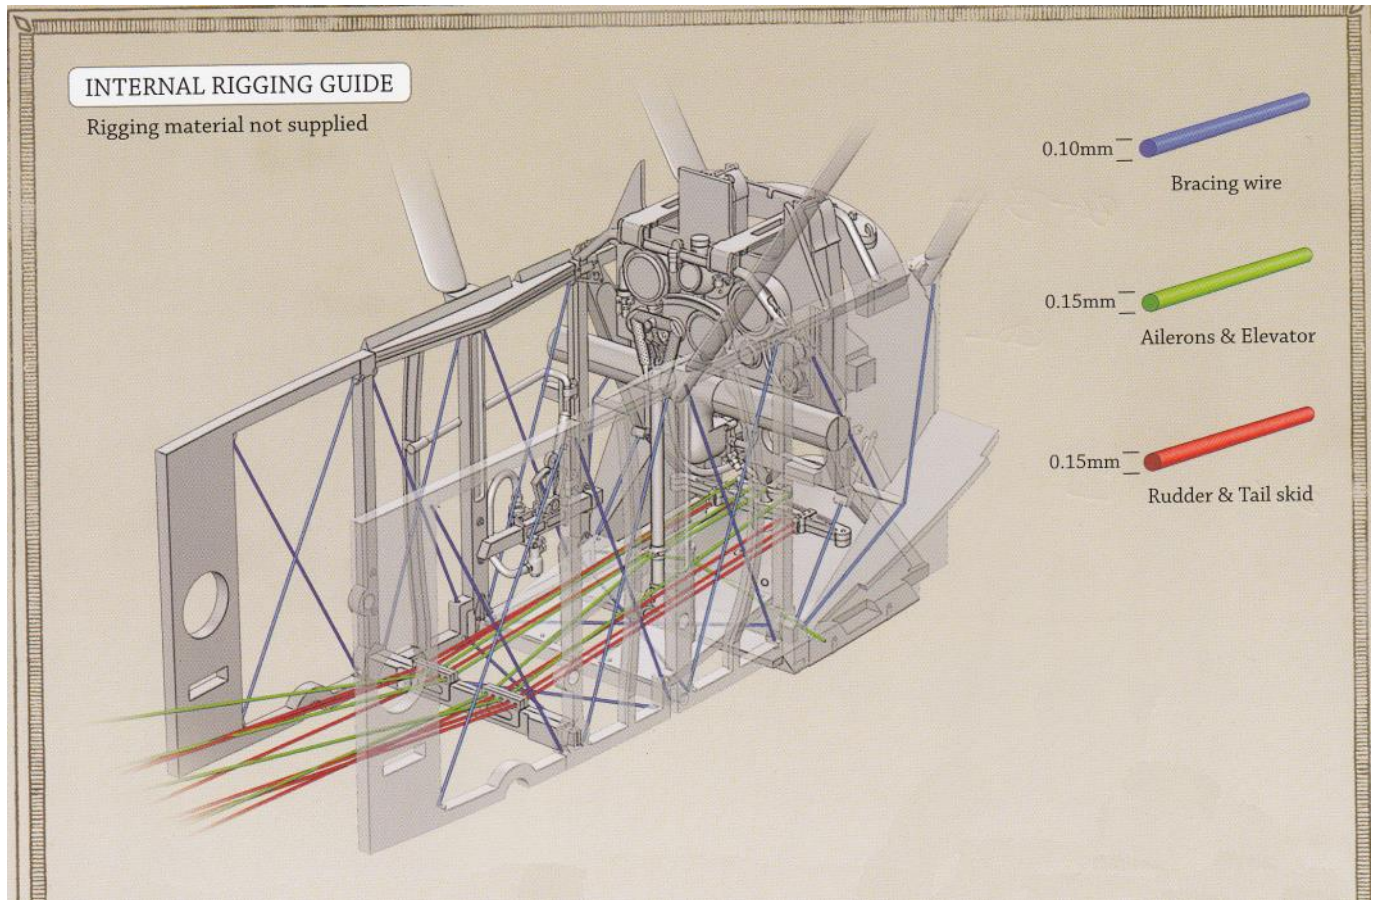 INTERNAL RIGGING GUIDE
Rigging material not supplied
0.10mm
Bracing wire
0.15mm
Ailerons & Elevator
0.15mm
Rudder & Tail skid